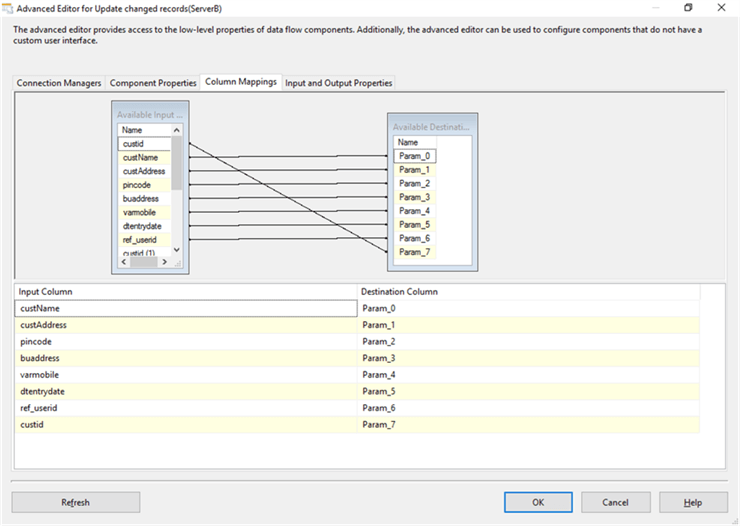 Advanced Editor for Update changed records(ServerB)
The advanced editor provides access to the low-level properties of data flow components. Additionally, the advanced editor can be used to configure components that do not have a
custom user interface.
Connection Managers Component Properties Column Mappings Input and Output Properties
Available Input ...
Name
custid
custName
custAddress
pincode
buaddress
varmobile
dtentrydate
ref_userid
custid (1)
Available Destinati...
Name
Param_0
Param_1
Param_2
Param_3
Param_4
Param_5
Param_6
Param_7
Input Column Destination Column
custName Param_0
custAddress Param_1
pincode Param_2
buaddress Param_3
varmobile Param_4
dtentrydate Param_5
ref_userid Param_6
custid Param_7
Refresh OK Cancel Help